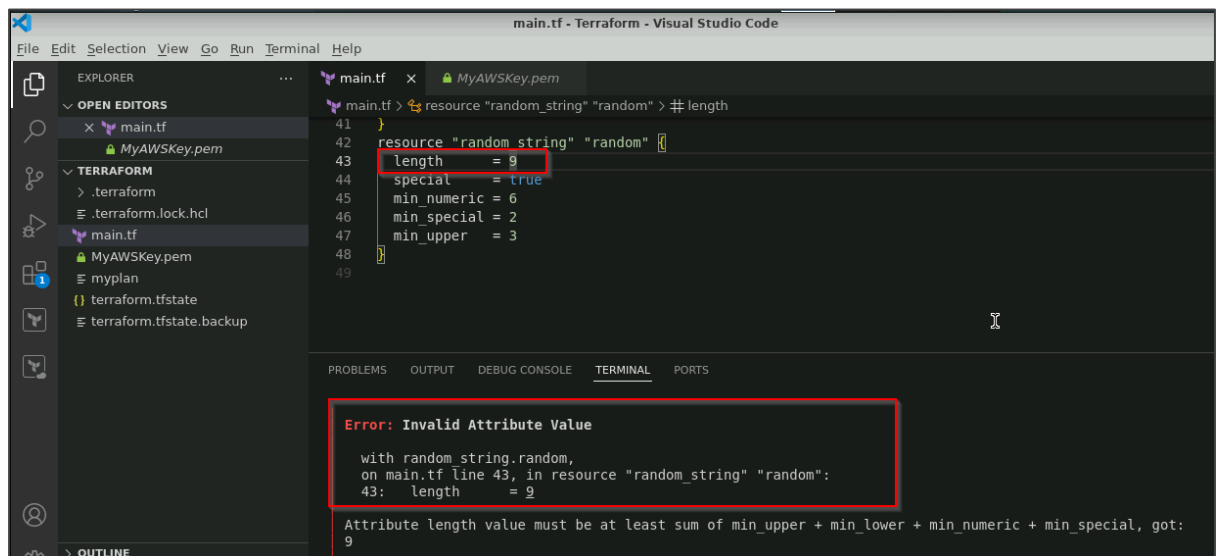 main.tf - Terraform - Visual Studio Code
File Edit Selection View Go Run Terminal Help
EXPLORER ...
OPEN EDITORS
main.tf
MyAWSKey.pem
TERRAFORM
.terraform
.terraform.lock.hcl
main.tf
MyAWSKey.pem
myplan
{} terraform.tfstate
terraform.tfstate.backup
OUTLINE
1
main.tf × MyAWSKey.pem
main.tf > resource "random_string" "random" > # length
41 }
42 resource "random_string" "random" {
43 length = 9
44 special = true
45 min_numeric = 6
46 min_special = 2
47 min_upper = 3
48 }
49
PROBLEMS OUTPUT DEBUG CONSOLE TERMINAL PORTS
Error: Invalid Attribute Value
with random_string.random,
on main.tf line 43, in resource "random_string" "random":
43: length = 9
Attribute length value must be at least sum of min_upper + min_lower + min_numeric + min_special, got:
9